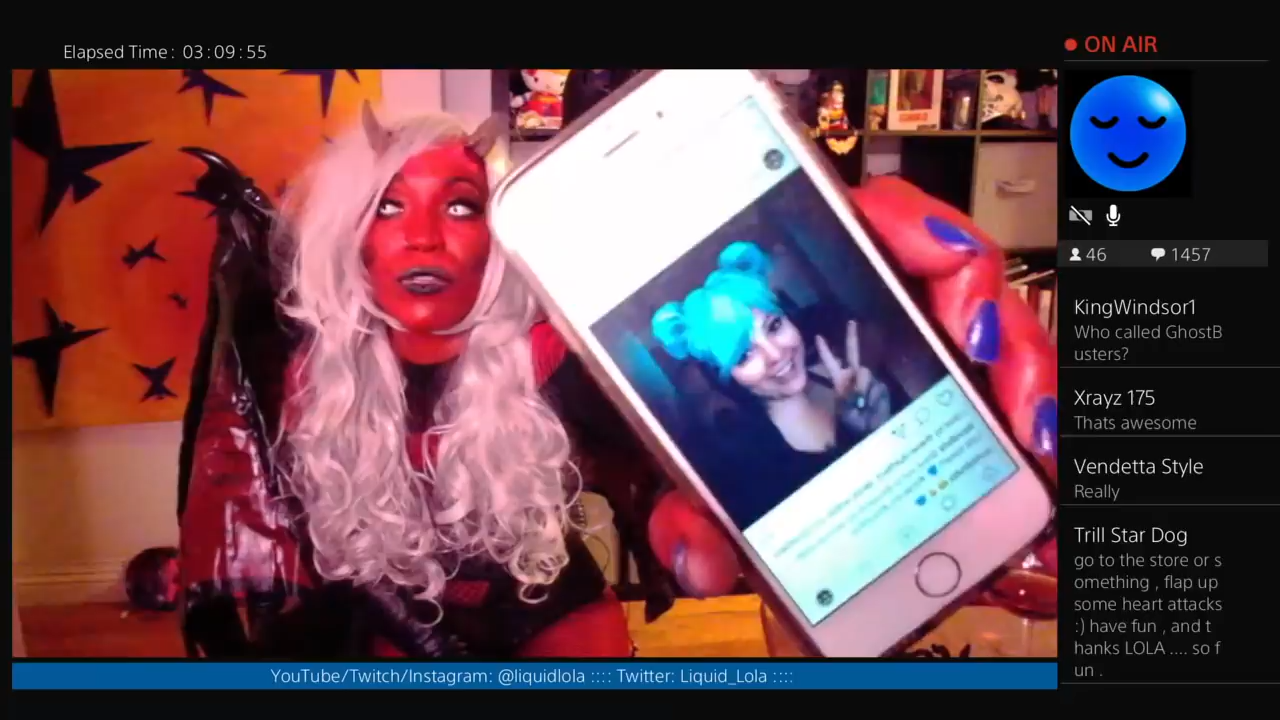 Elapsed Time: 03:09:55
ON AIR
46 1457
KingWindsor1
Who called GhostB
usters?
Xrayz 175
Thats awesome
Vendetta Style
Really
Trill Star Dog
go to the store or s
omething , flap up
some heart attacks
:) have fun , and t
hanks LOLA .... so f
un .
YouTube/Twitch/Instagram: @liquidlola :::: Twitter: Liquid_Lola ::::